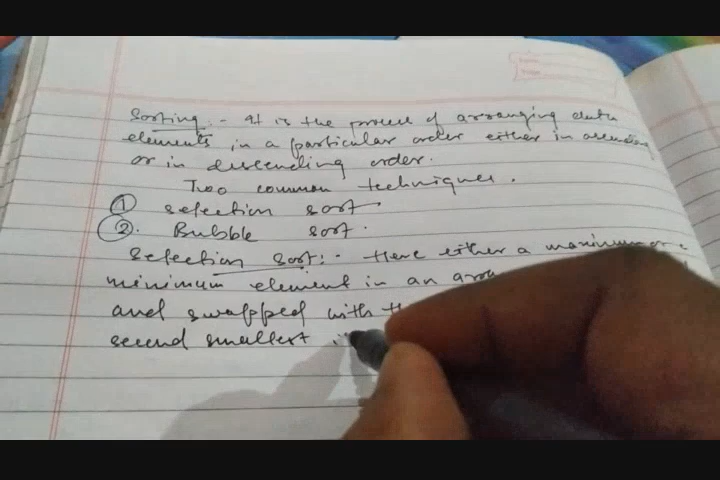 Sorting :- It is the process of arranging data
elements in a particular order either in ascending
or in descending order.
Two common techniques.
① selection sort.
②. Bubble sort.
Selection sort :- Here either a maximum or
minimum element in an
and swapped with
second smallest